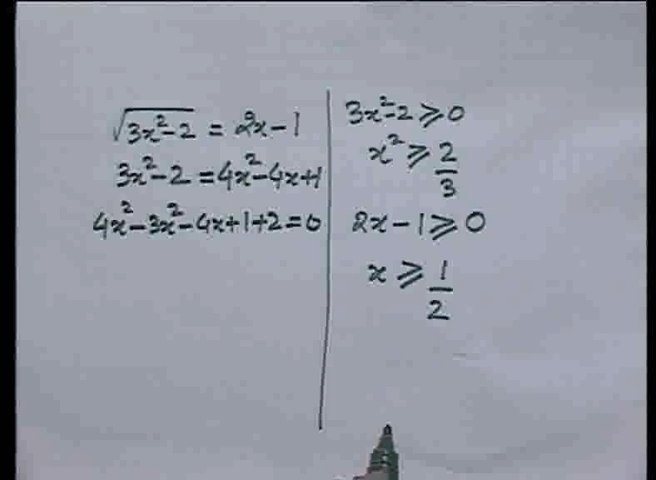 √(3x²-2) = 2x-1
3x²-2 = 4x²-4x+1
4x²-3x²-4x+1+2=0
3x²-2 ⩾ 0
x² ⩾ 2/3
2x-1 ⩾ 0
x ⩾ 1/2